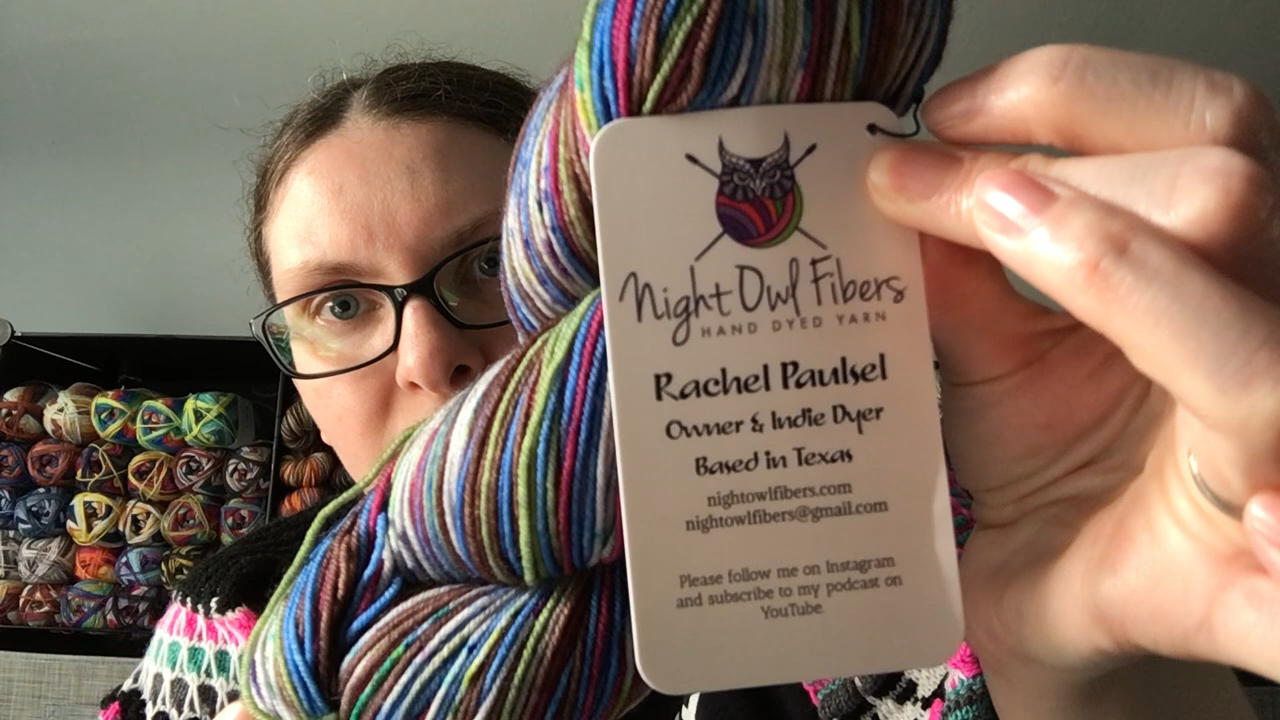 Night Owl Fibers
HAND DYED YARN
Rachel Paulsel
Owner & Indie Dyer
Based in Texas
nightowlfibers.com
nightowlfibers@gmail.com
Please follow me on Instagram
and subscribe to my podcast on
YouTube.